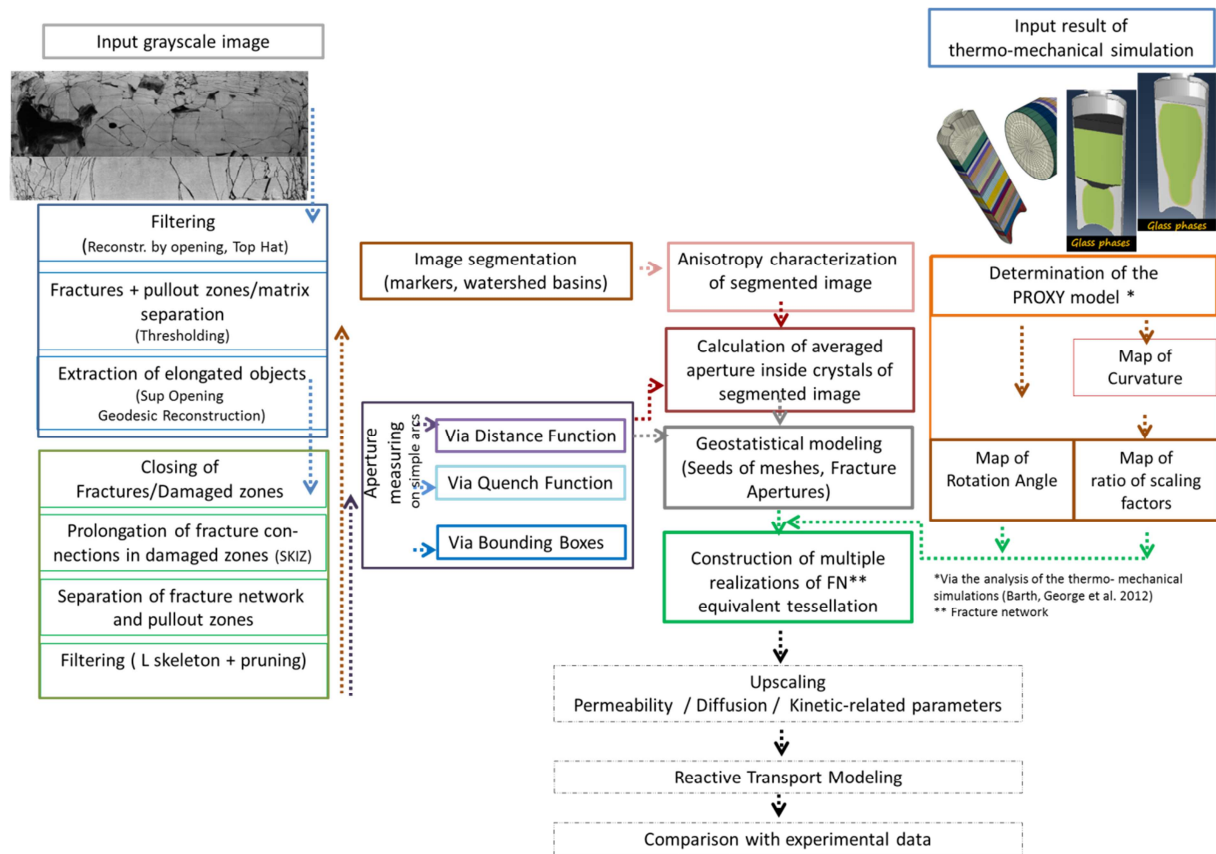 Input grayscale image
Input result of
thermo-mechanical simulation
Glass phases
Glass phases
Filtering
(Reconstr. by opening, Top Hat)
Fractures + pullout zones/matrix
separation
(Thresholding)
Extraction of elongated objects
(Sup Opening
Geodesic Reconstruction)
Closing of
Fractures/Damaged zones
Prolongation of fracture con-
nections in damaged zones (SKIZ)
Separation of fracture network
and pullout zones
Filtering ( L skeleton + pruning)
Image segmentation
(markers, watershed basins)
Aperture
measuring
on simple arcs
Via Distance Function
Via Quench Function
Via Bounding Boxes
Anisotropy characterization
of segmented image
Calculation of averaged
aperture inside crystals of
segmented image
Geostatistical modeling
(Seeds of meshes, Fracture
Apertures)
Construction of multiple
realizations of FN**
equivalent tessellation
Determination of the
PROXY model *
Map of
Curvature
Map of
Rotation Angle
Map of
ratio of scaling
factors
*Via the analysis of the thermo- mechanical
simulations (Barth, George et al. 2012)
** Fracture network
Upscaling
Permeability / Diffusion / Kinetic-related parameters
Reactive Transport Modeling
Comparison with experimental data